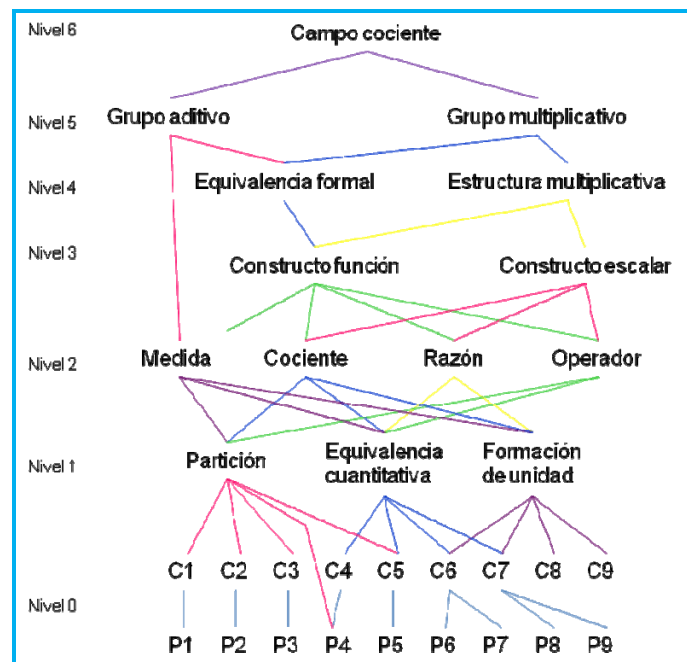 Nivel 6
Campo cociente
Nivel 5
Grupo aditivo
Grupo multiplicativo
Nivel 4
Equivalencia formal
Estructura multiplicativa
Nivel 3
Constructo función
Constructo escalar
Nivel 2
Medida
Cociente
Razón
Operador
Nivel 1
Partición
Equivalencia
cuantitativa
Formación
de unidad
C1 C2 C3 C4 C5 C6 C7 C8 C9
Nivel 0
P1 P2 P3 P4 P5 P6 P7 P8 P9